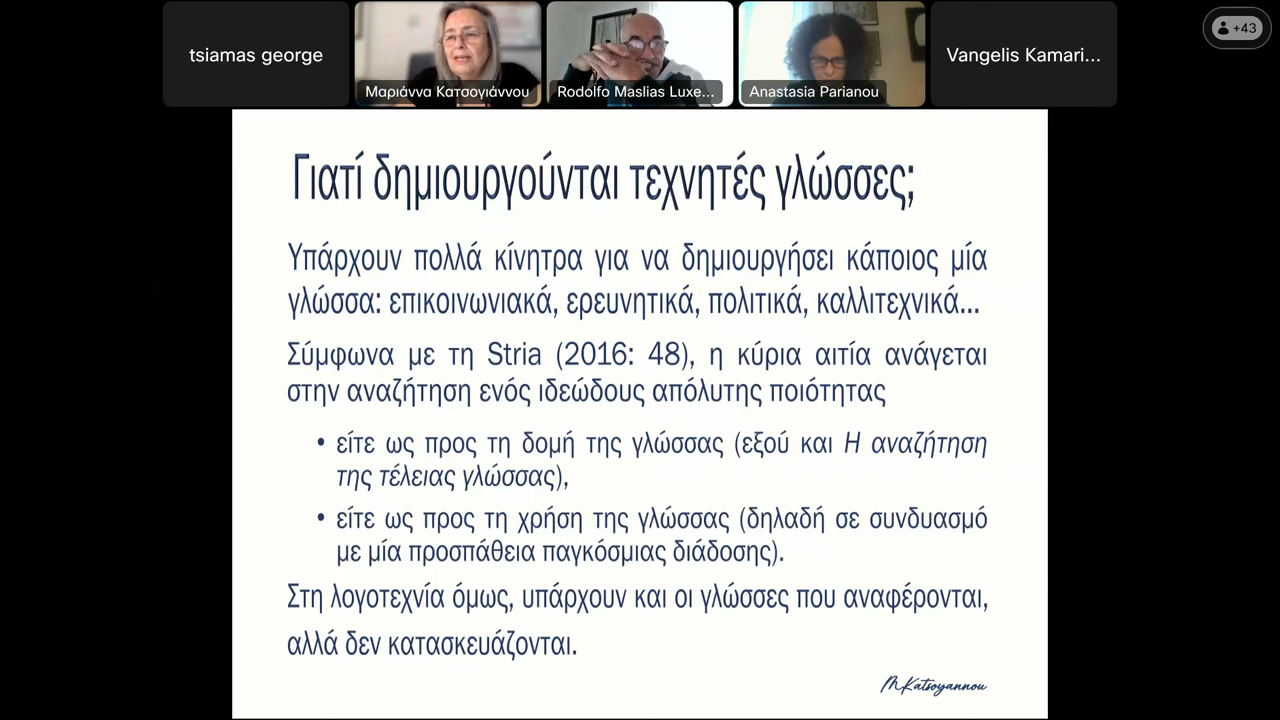 tsiamas george
Μαριάννα Κατσογιάννου
Rodolfo Maslias Luxe...
Anastasia Parianou
Vangelis Kamari...
+43
Γιατί δημιουργούνται τεχνητές γλώσσες;
Υπάρχουν πολλά κίνητρα για να δημιουργήσει κάποιος μία
γλώσσα: επικοινωνιακά, ερευνητικά, πολιτικά, καλλιτεχνικά...
Σύμφωνα με τη Stria (2016: 48), η κύρια αιτία ανάγεται
στην αναζήτηση ενός ιδεώδους απόλυτης ποιότητας
• είτε ως προς τη δομή της γλώσσας (εξού και Η αναζήτηση
της τέλειας γλώσσας),
• είτε ως προς τη χρήση της γλώσσας (δηλαδή σε συνδυασμό
με μία προσπάθεια παγκόσμιας διάδοσης).
Στη λογοτεχνία όμως, υπάρχουν και οι γλώσσες που αναφέρονται,
αλλά δεν κατασκευάζονται.
MKatsoyannou